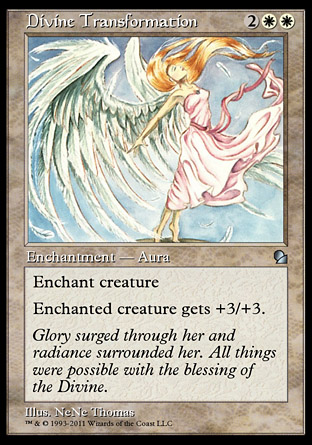 Divine Transformation 2
Enchantment — Aura
Enchant creature
Enchanted creature gets +3/+3.
Glory surged through her and
radiance surrounded her. All things
were possible with the blessing of
the Divine.
Illus. NeNe Thomas
™ & © 1993-2011 Wizards of the Coast LLC